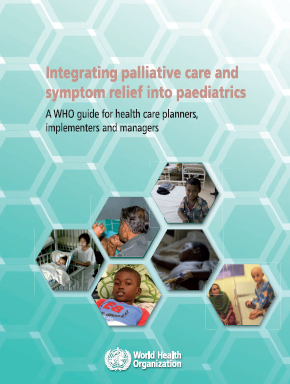 Integrating palliative care and
symptom relief into paediatrics
A WHO guide for health care planners,
implementers and managers
World Health
Organization